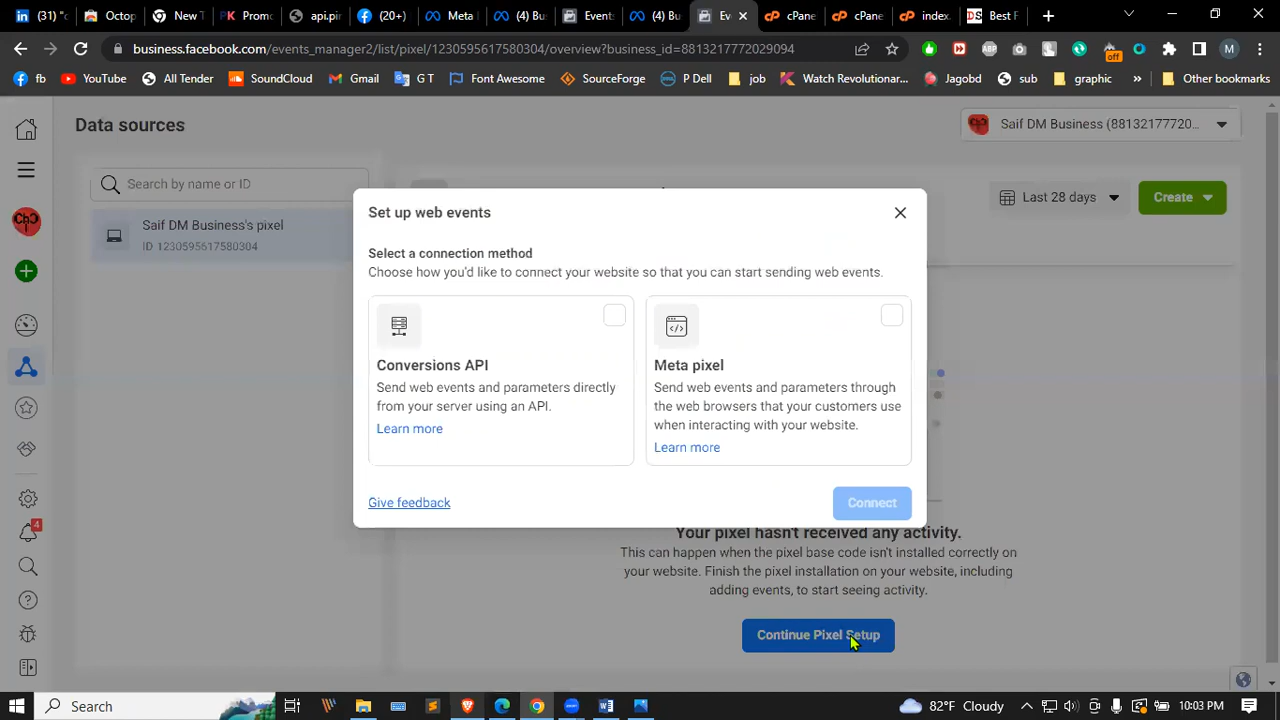 (31) "
Octop
New T
Promo
api.pir
(20+)
Meta
(4) Bu
Events
(4) Bu
Eve
cPane
cPane
index.
Best F
business.facebook.com/events_manager2/list/pixel/1230595617580304/overview?business_id=8813217772029094
M
fb
YouTube
All Tender
SoundCloud
Gmail
G T
Font Awesome
SourceForge
P Dell
job
Watch Revolutionar...
Jagobd
sub
graphic
»
Other bookmarks
off
Data sources
Saif DM Business (88132177720...
Search by name or ID
Last 28 days
Create
Saif DM Business's pixel
ID 1230595617580304
Set up web events
Select a connection method
Choose how you'd like to connect your website so that you can start sending web events.
Conversions API
Send web events and parameters directly
from your server using an API.
Learn more
Meta pixel
Send web events and parameters through
the web browsers that your customers use
when interacting with your website.
Learn more
Give feedback
Connect
4
Your pixel hasn't received any activity.
This can happen when the pixel base code isn't installed correctly on
your website. Finish the pixel installation on your website, including
adding events, to start seeing activity.
Continue Pixel Setup
Search
82°F Cloudy
10:03 PM